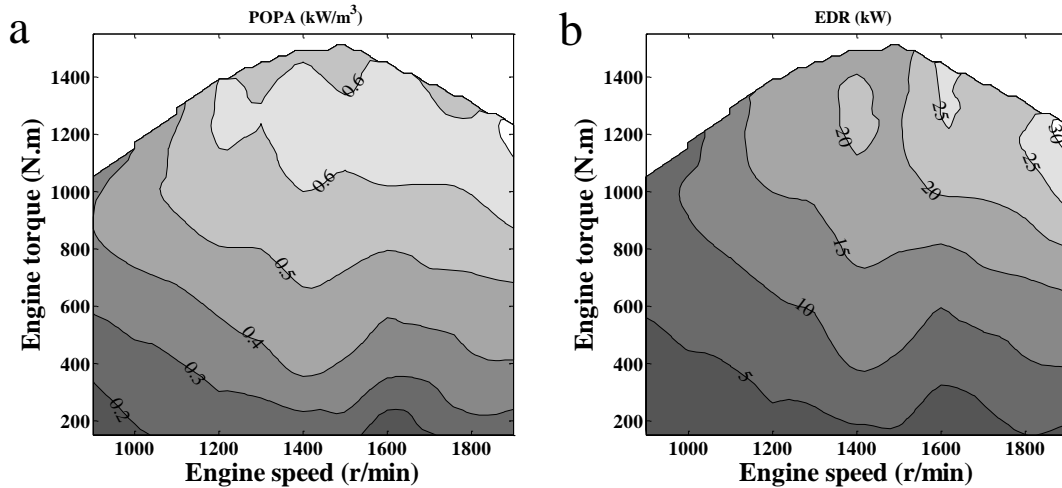 a
POPA (kW/m³)
0.6
0.6
0.5
0.4
0.3
0.2
1400
1200
1000
800
600
400
200
Engine torque (N.m)
1000 1200 1400 1600 1800
Engine speed (r/min)
b
EDR (kW)
25
30
20
25
20
15
10
5
1400
1200
1000
800
600
400
200
Engine torque (N.m)
1000 1200 1400 1600 1800
Engine speed (r/min)